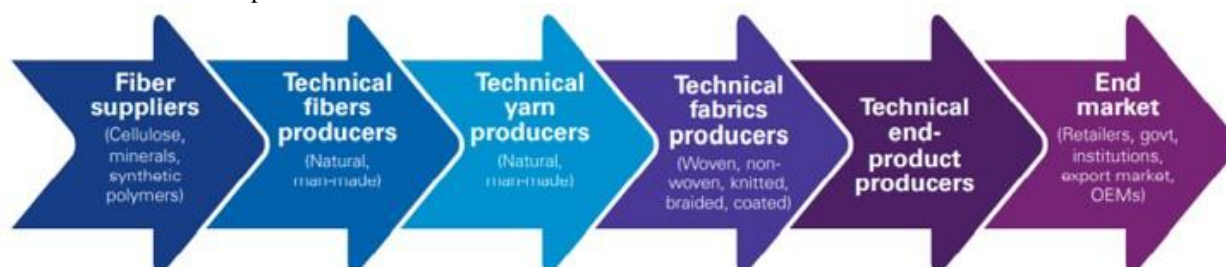 Fiber
suppliers
(Cellulose,
minerals,
synthetic
polymers)
Technical
fibers
producers
(Natural,
man-made)
Technical
yarn
producers
(Natural,
man-made)
Technical
fabrics
producers
(Woven, non-
woven, knitted,
braided, coated)
Technical
end-
product
producers
End
market
(Retailers, govt,
institutions,
export market,
OEMs)